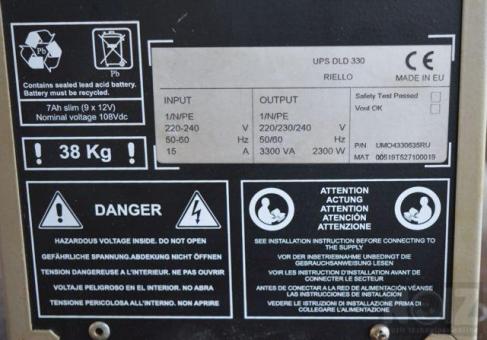 Pb
Pb
Contains sealed lead acid battery.
Battery must be recycled.
7Ah slim (9 x 12V)
Nominal voltage 108Vdc
! 38 Kg !
UPS DLD 330
RIELLO
CE
MADE IN EU
INPUT
1/N/PE
220-240 V
50-60 Hz
15 A
OUTPUT
1/N/PE
220/230/240 V
50/60 Hz
3300 VA 2300 W
Safety Test Passed
Vout OK
P/N UMO4330635RU
MAT 00519T527100019
DANGER
HAZARDOUS VOLTAGE INSIDE. DO NOT OPEN
GEFÄHRLICHE SPANNUNG.ABDEKUNG NICHT ÖFFNEN
TENSION DANGEREUSE A L'INTERIEUR. NE PAS OUVRIR
VOLTAJE PELIGROSO EN EL INTERNO. NO ABRA
TENSIONE PERICOLOSA ALL'INTERNO. NON APRIRE
ATTENTION
ACTUNG
ATTENTION
ATENCIÓN
ATTENZIONE
SEE INSTALLATION INSTRUCTION BEFORE CONNECTING TO
THE SUPPLY
VOR DER INBETRIEBNAHME UNBEDINGT DIE
GEBRAUCHSANWEISUNG LESEN
VOIR LES INSTRUCTION D'INSTALLATION AVANT DE
CONNECTER LE SECTEUR
ANTES DE CONECTAR A LA RED DE ALIMENTACIÓN VÉANSE
LAS INSTRUCCIONES DE INSTALACIÓN
VEDERE LE ISTRUZIONI DI INSTALLAZIONE PRIMA DI
COLLEGARE L'ALIMENTAZIONE